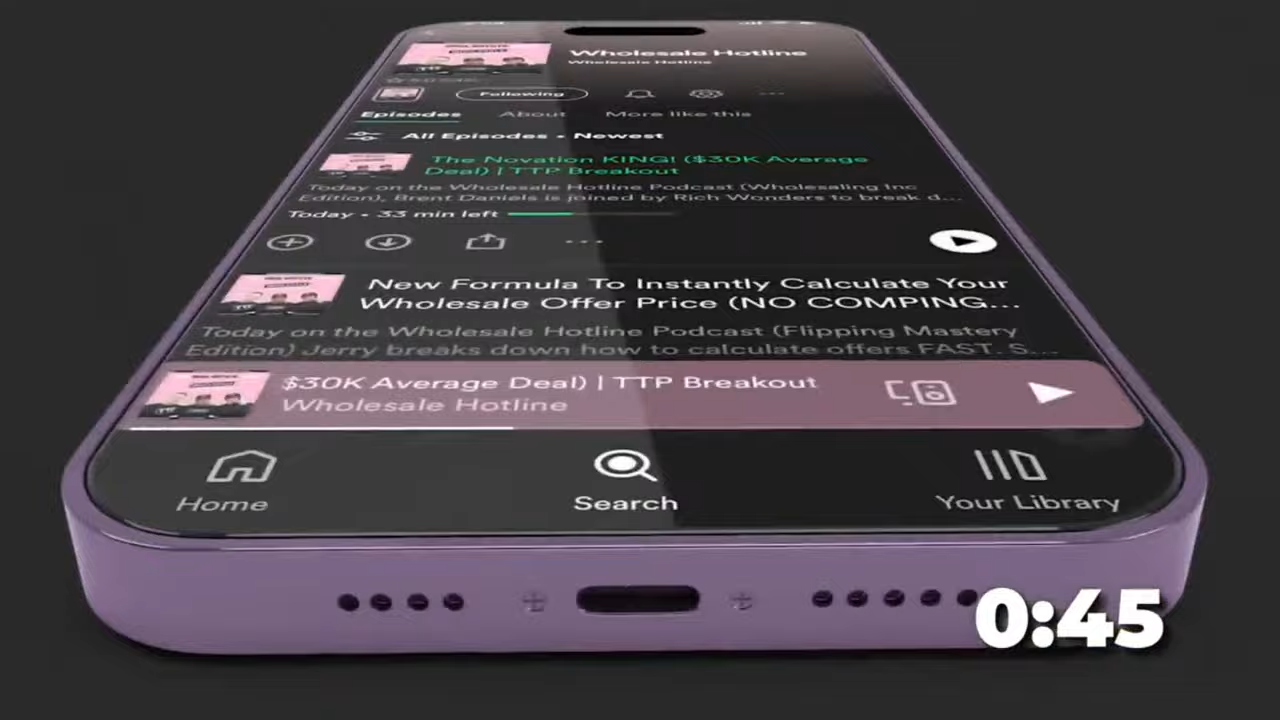 Wholesale Hotline
Wholesale Hotline
Following
Episodes About More like this
All Episodes • Newest
The Novation KING! ($30K Average
Deal) | TTP Breakout
Today on the Wholesale Hotline Podcast (Wholesaling Inc
Edition), Brent Daniels is joined by Rich Wonders to break d...
Today • 33 min left
New Formula To Instantly Calculate Your
Wholesale Offer Price (NO COMPING...
Today on the Wholesale Hotline Podcast (Flipping Mastery
Edition) Jerry breaks down how to calculate offers FAST. S...
$30K Average Deal) | TTP Breakout
Wholesale Hotline
Home Search Your Library
0:45